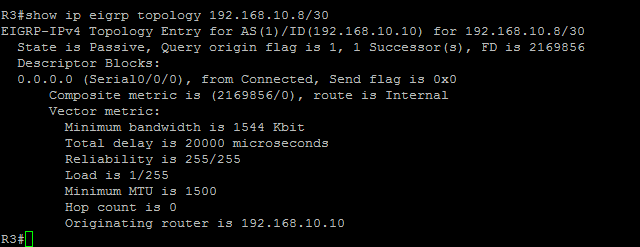 R3#show ip eigrp topology 192.168.10.8/30
EIGRP-IPv4 Topology Entry for AS(1)/ID(192.168.10.10) for 192.168.10.8/30
  State is Passive, Query origin flag is 1, 1 Successor(s), FD is 2169856
  Descriptor Blocks:
  0.0.0.0 (Serial0/0/0), from Connected, Send flag is 0x0
      Composite metric is (2169856/0), route is Internal
      Vector metric:
        Minimum bandwidth is 1544 Kbit
        Total delay is 20000 microseconds
        Reliability is 255/255
        Load is 1/255
        Minimum MTU is 1500
        Hop count is 0
        Originating router is 192.168.10.10
R3#